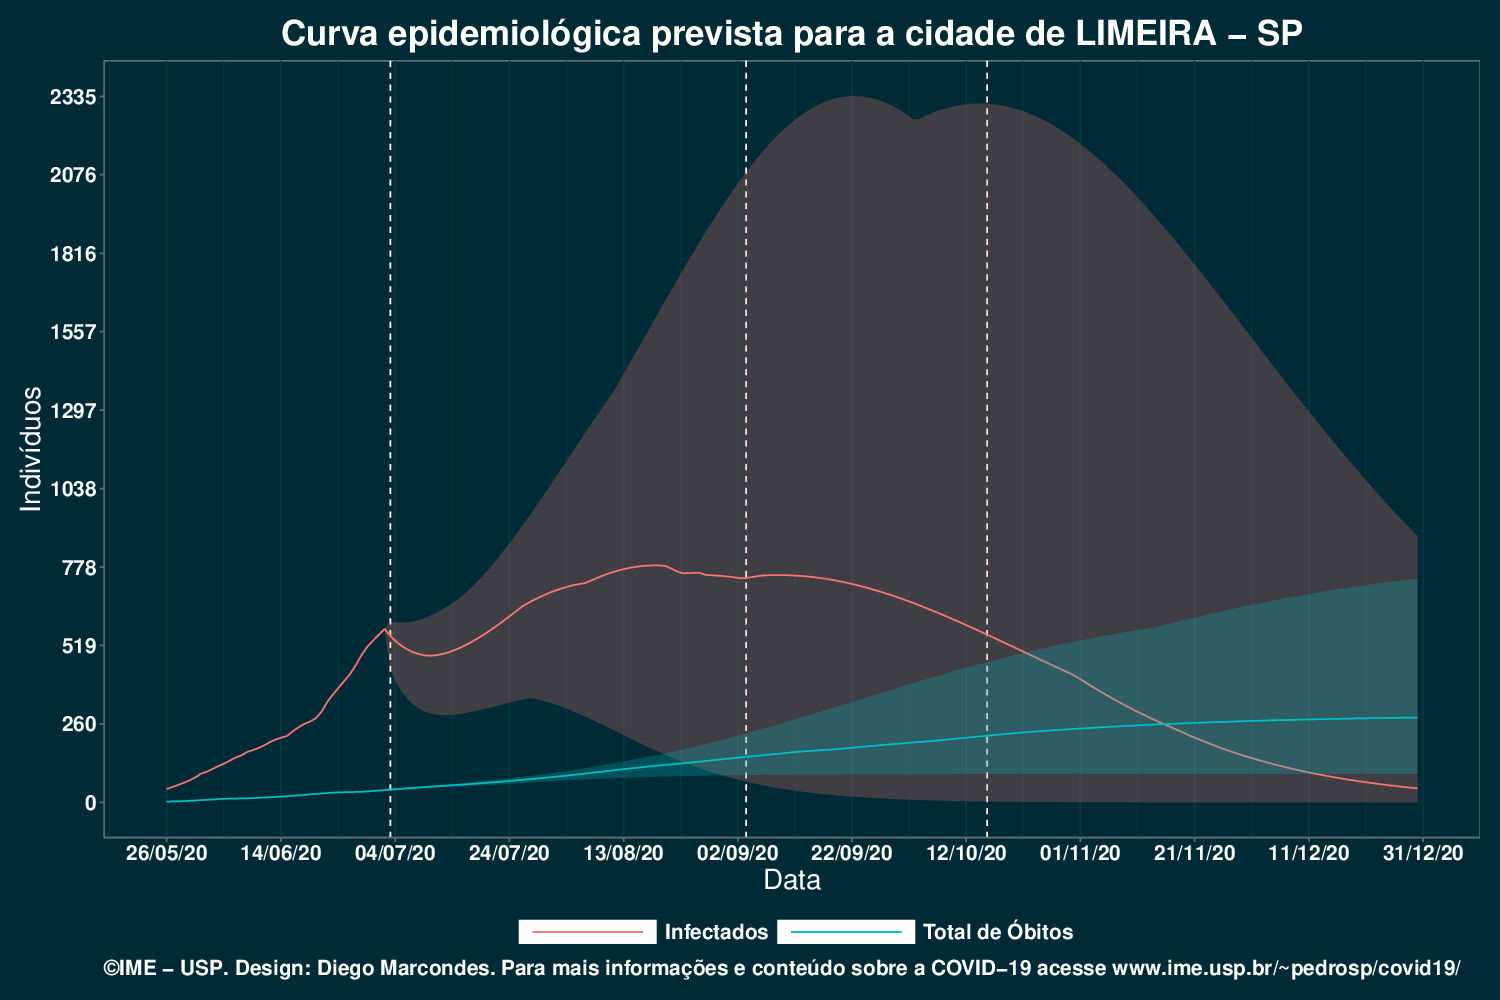 Curva epidemiológica prevista para a cidade de LIMEIRA – SP
Indivíduos
2335
2076
1816
1557
1297
1038
778
519
260
0
26/05/20 14/06/20 04/07/20 24/07/20 13/08/20 02/09/20 22/09/20 12/10/20 01/11/20 21/11/20 11/12/20 31/12/20
Data
Infectados Total de Óbitos
©IME – USP. Design: Diego Marcondes. Para mais informações e conteúdo sobre a COVID–19 acesse www.ime.usp.br/~pedrosp/covid19/